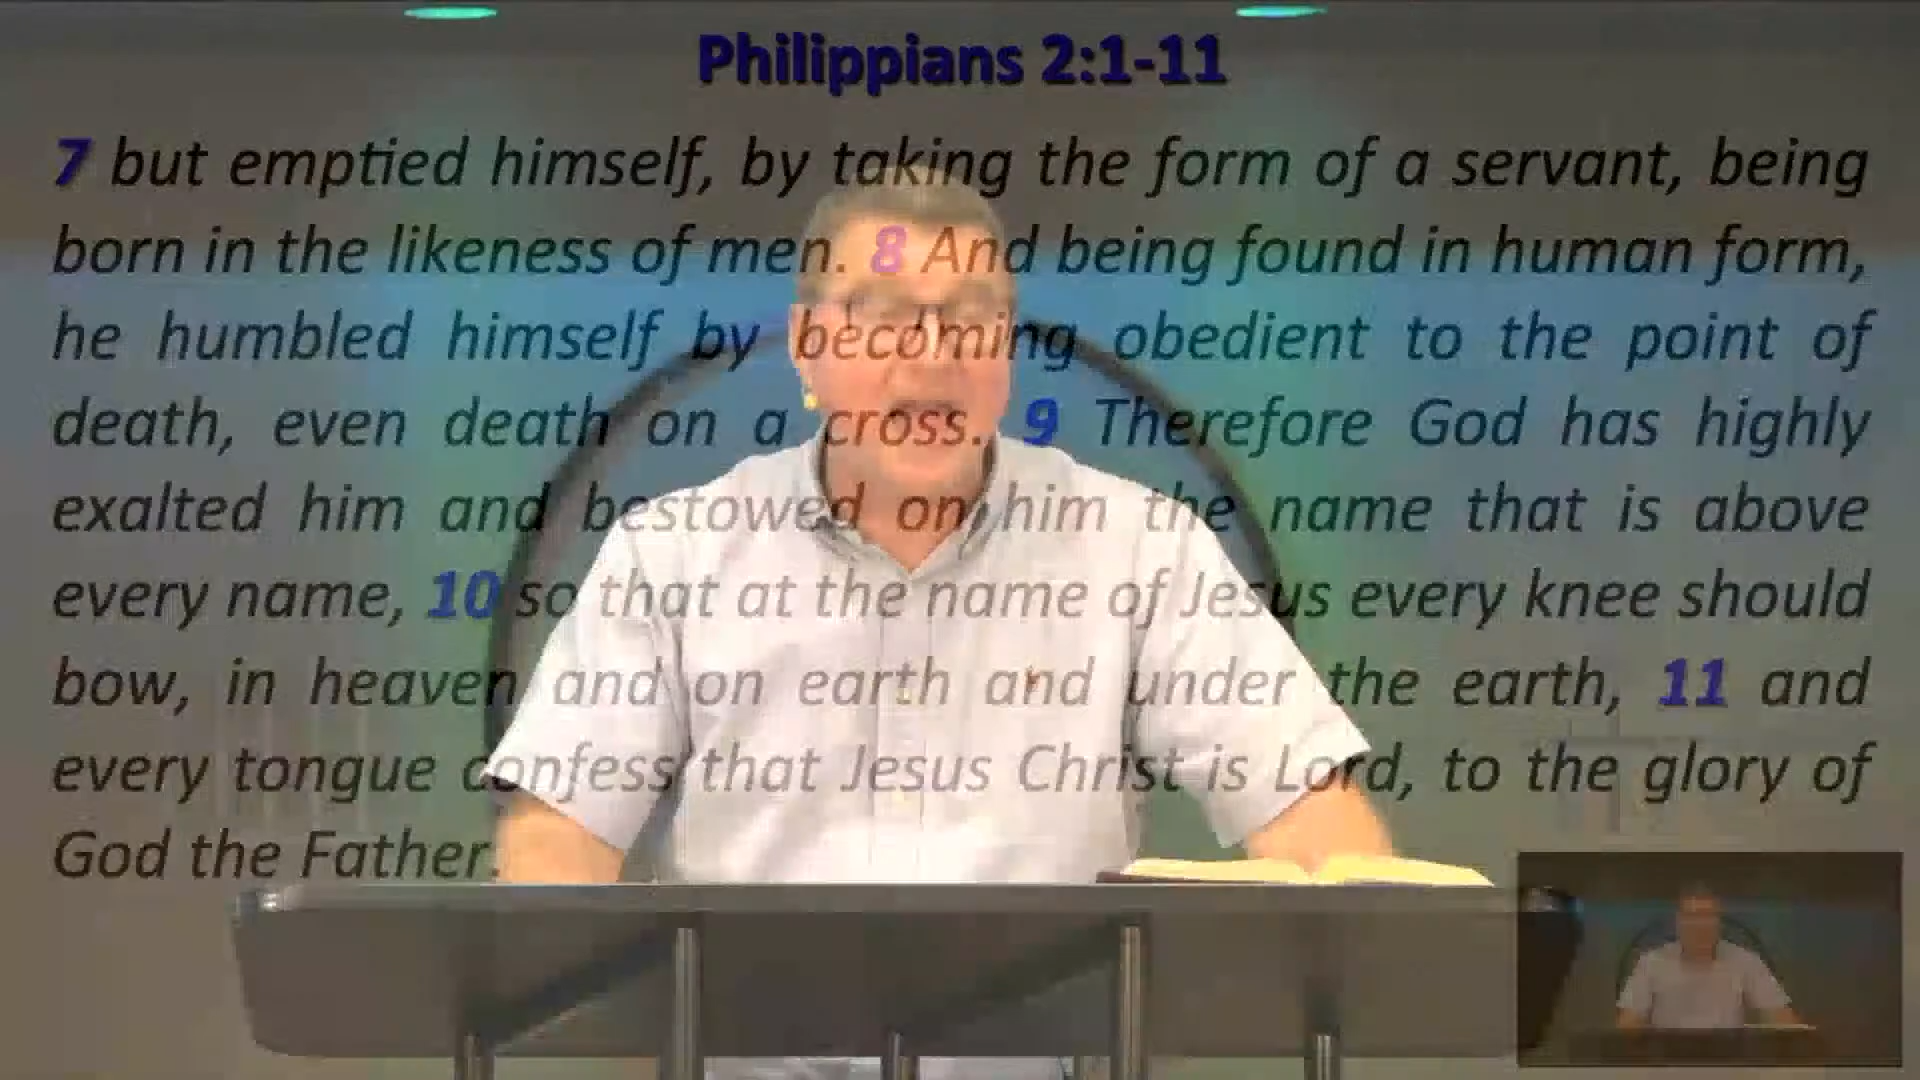 Philippians 2:1-11
7 but emptied himself, by taking the form of a servant, being
born in the likeness of men. 8 And being found in human form,
he humbled himself by becoming obedient to the point of
death, even death on a cross. 9 Therefore God has highly
exalted him and bestowed on him the name that is above
every name, 10 so that at the name of Jesus every knee should
bow, in heaven and on earth and under the earth, 11 and
every tongue confess that Jesus Christ is Lord, to the glory of
God the Father.